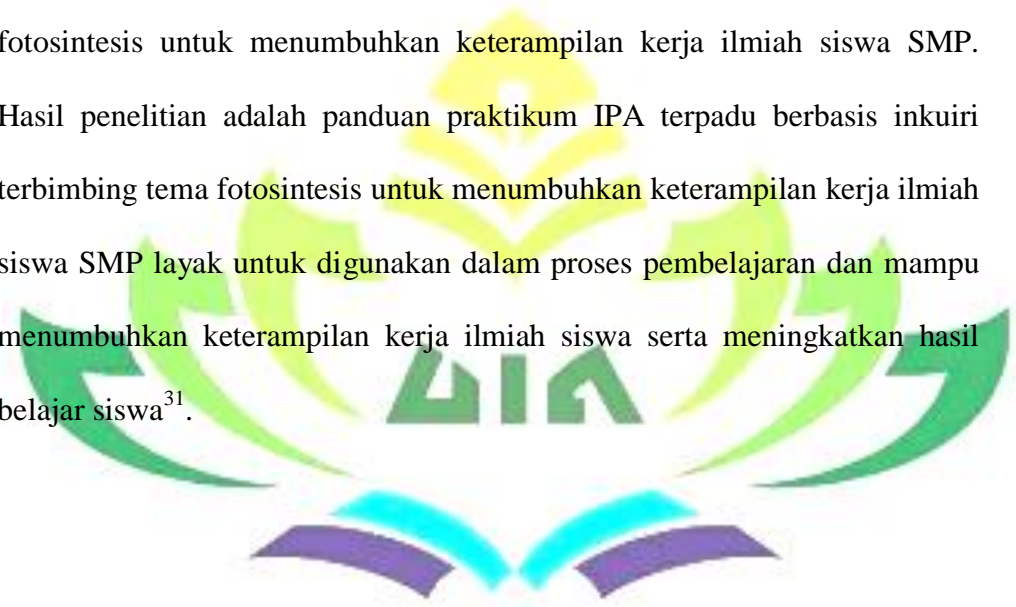 fotosintesis untuk menumbuhkan keterampilan kerja ilmiah siswa SMP.
Hasil penelitian adalah panduan praktikum IPA terpadu berbasis inkuiri
terbimbing tema fotosintesis untuk menumbuhkan keterampilan kerja ilmiah
siswa SMP layak untuk digunakan dalam proses pembelajaran dan mampu
menumbuhkan keterampilan kerja ilmiah siswa serta meningkatkan hasil
belajar siswa³¹.
UIN